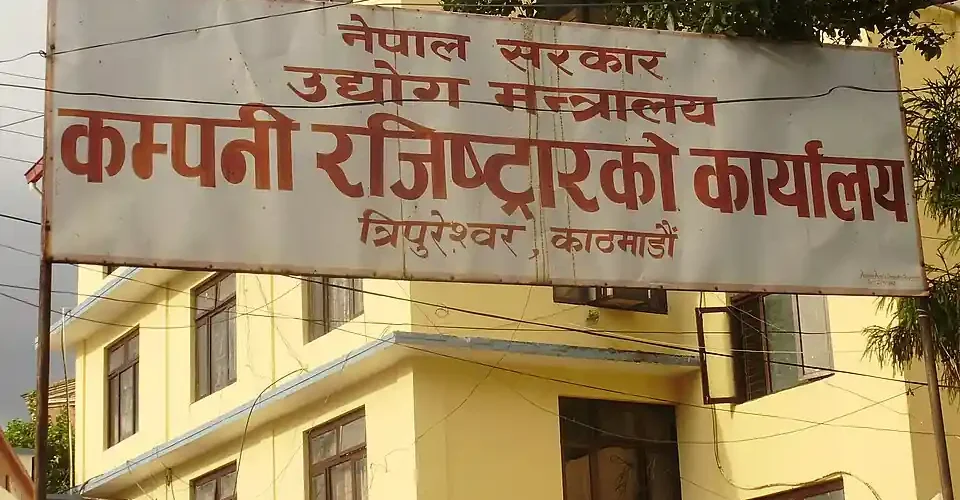 नेपाल सरकार
उद्योग मन्त्रालय
कम्पनी रजिष्ट्रारको कार्यालय
त्रिपुरेश्वर, काठमाडौं